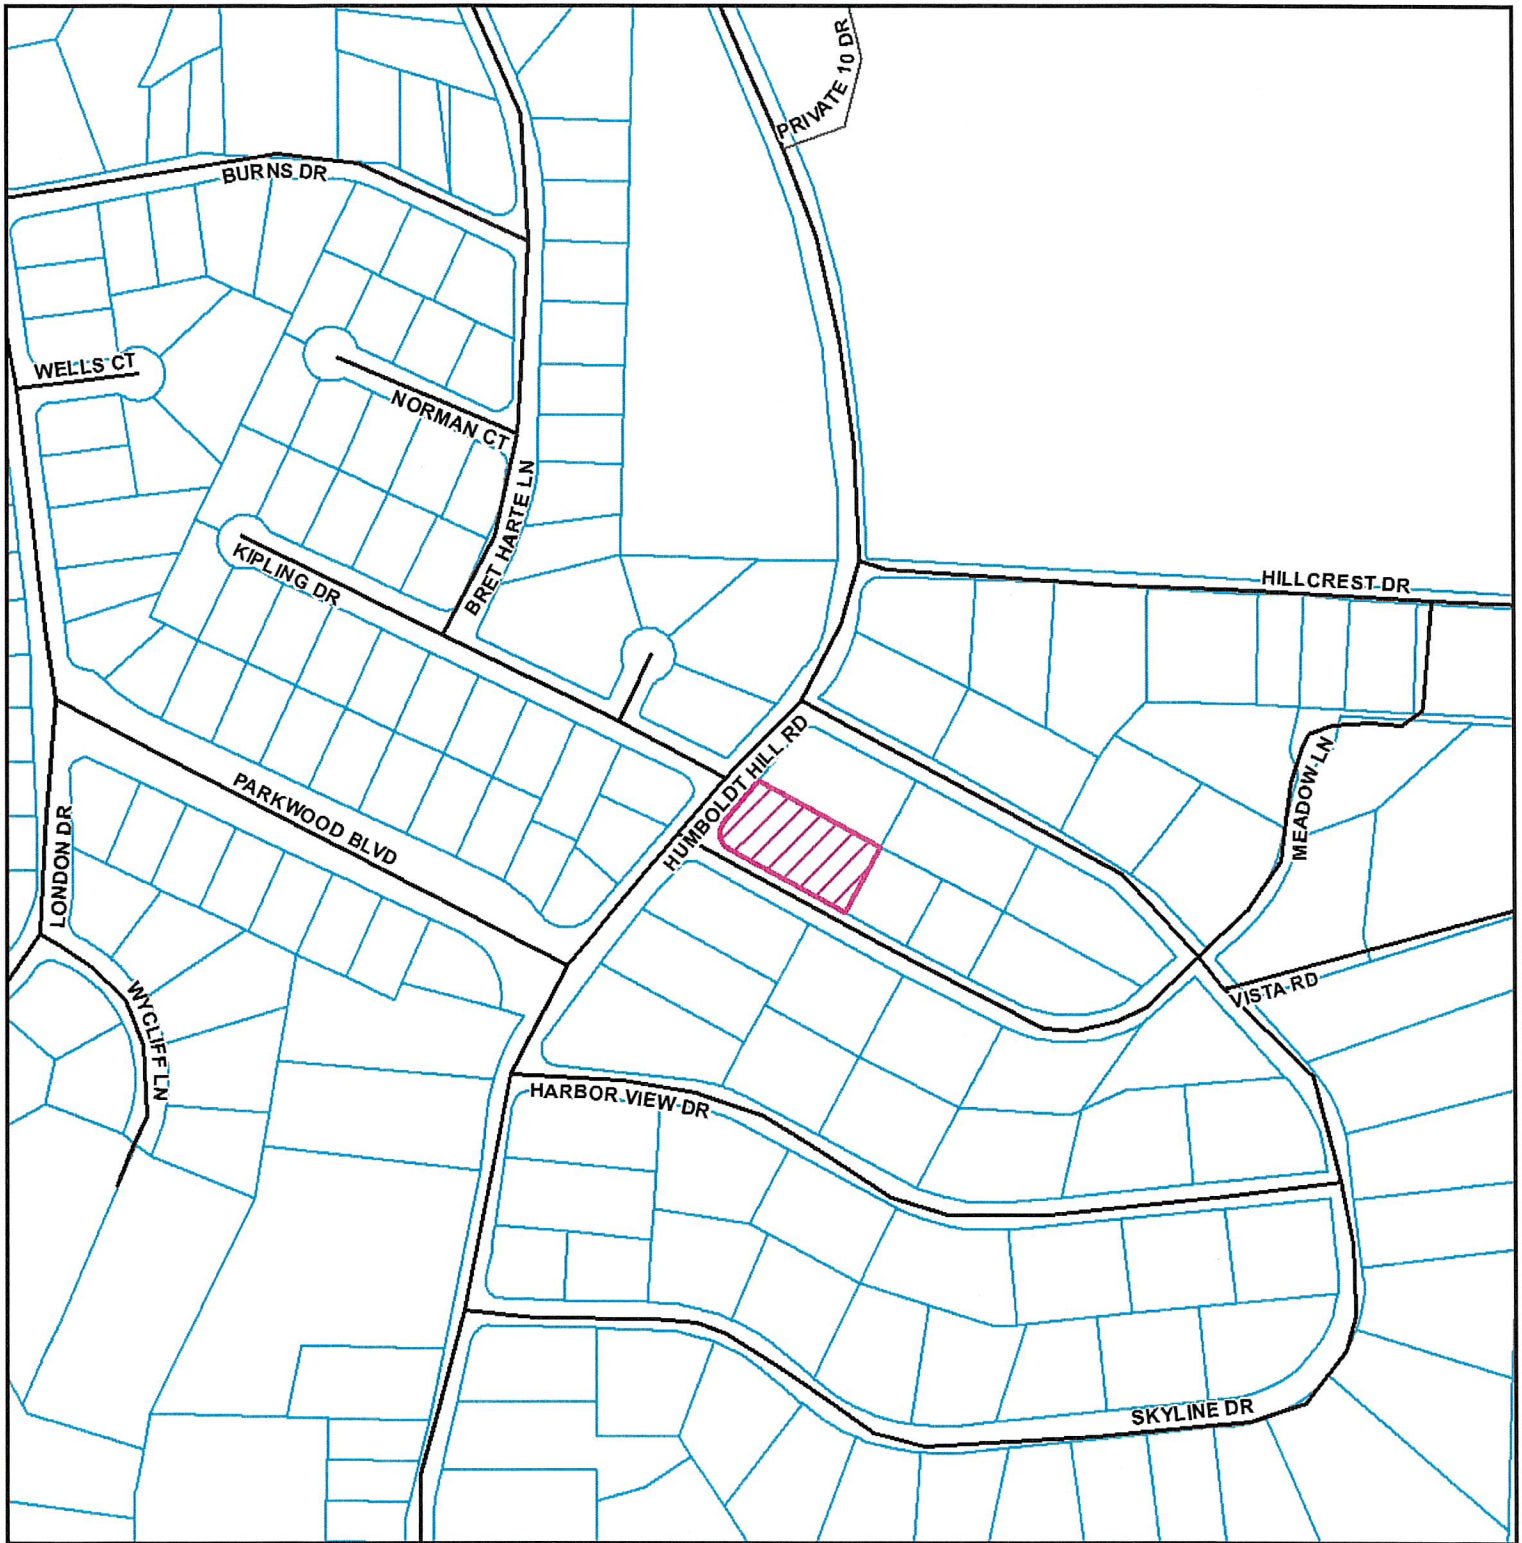 PRIVATE 10 DR
BURNS DR
WELLS CT
NORMAN CT
BRET HARTE LN
KIPLING DR
HILLCREST DR
HUMBOLDT HILL RD
MEADOW LN
PARKWOOD BLVD
LONDON DR
VISTA RD
WYCLIFF LN
HARBOR VIEW DR
SKYLINE DR